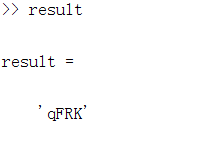 >> result
result =
'qFRK'